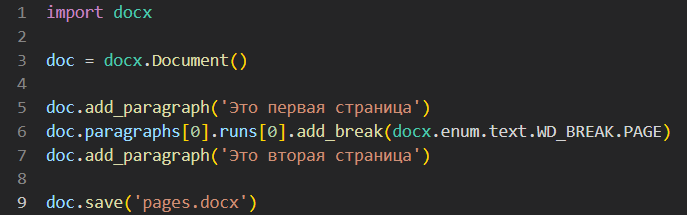 1 import docx
2
3 doc = docx.Document()
4
5 doc.add_paragraph('Это первая страница')
6 doc.paragraphs[0].runs[0].add_break(docx.enum.text.WD_BREAK.PAGE)
7 doc.add_paragraph('Это вторая страница')
8
9 doc.save('pages.docx')